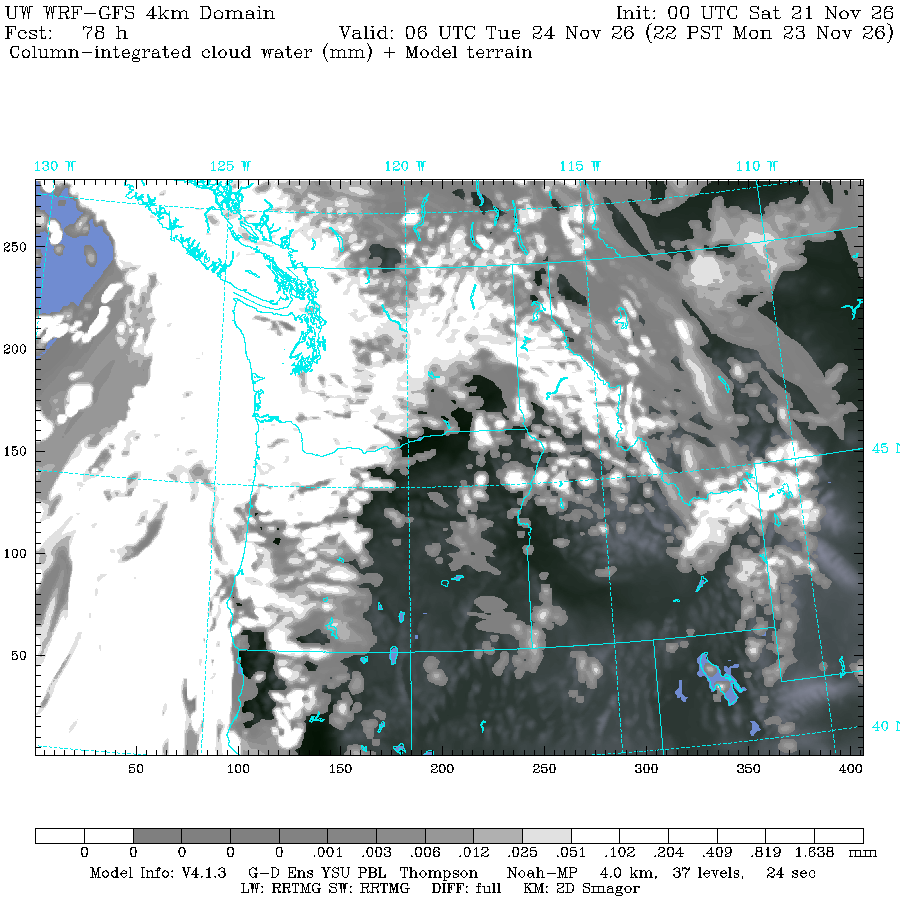 UW WRF-GFS 4km Domain Init: 00 UTC Sat 21 Nov 26
Fcst: 78 h Valid: 06 UTC Tue 24 Nov 26 (22 PST Mon 23 Nov 26)
Column-integrated cloud water (mm) + Model terrain
130 W 125 W 120 W 115 W 110 W
250
200
150
100
50
45 N
40 N
50 100 150 200 250 300 350 400
0 0 0 0 0 .001 .003 .006 .012 .025 .051 .102 .204 .409 .819 1.638 mm
Model Info: V4.1.3 G-D Ens YSU PBL Thompson Noah-MP 4.0 km, 37 levels, 24 sec
LW: RRTMG SW: RRTMG DIFF: full KM: 2D Smagor